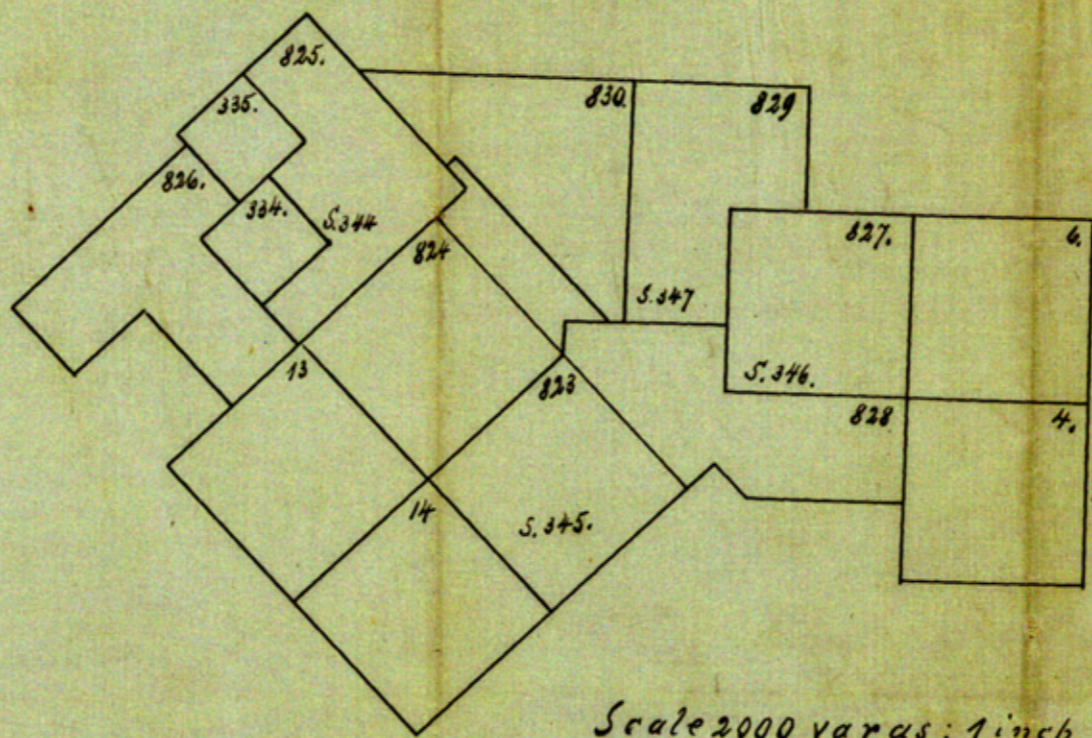 825.
335.
830.
829
826.
334.
S.344
824
827.
6.
S.347
13
823
S.346.
828
4.
14
S.345.
Scale 2000 varas: 1 inch